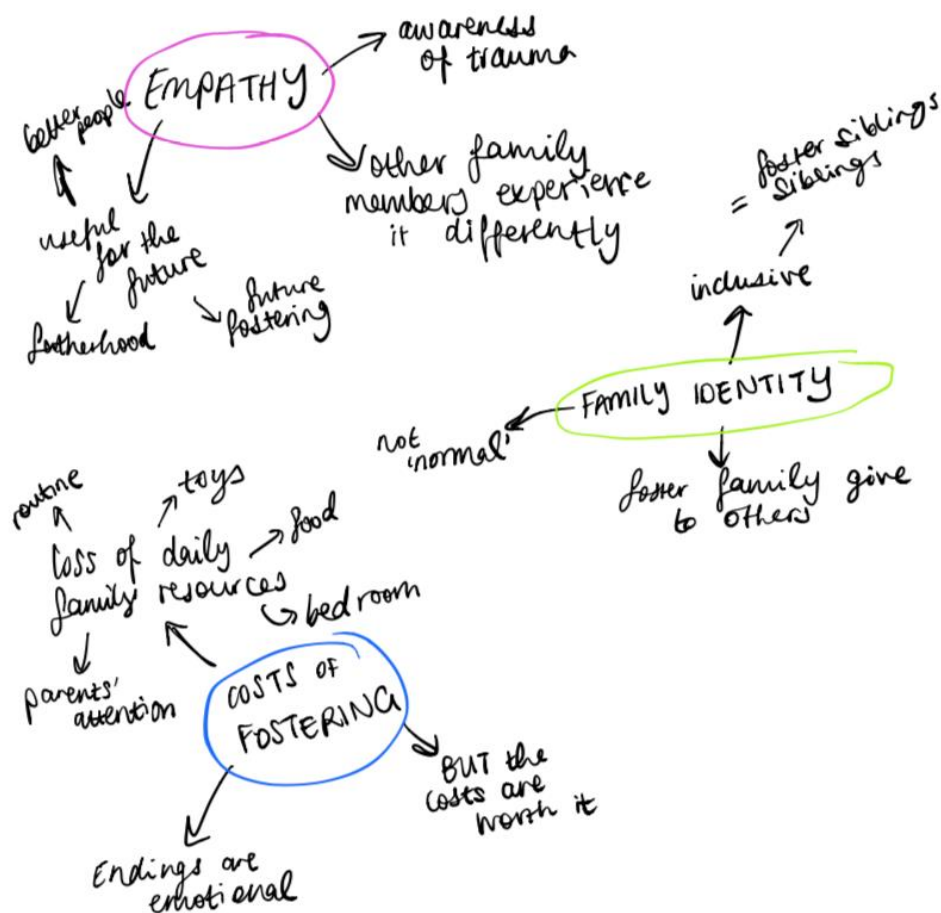 EMPATHY
awareness
of trauma
other family
members experience
it differently
useful
for the
future
better people
fatherhood
future
fostering
FAMILY IDENTITY
inclusive
= foster siblings
siblings
not
'normal'
foster family give
to others
COSTS OF
FOSTERING
loss of daily
family resources
routine
toys
food
bedroom
parents'
attention
BUT the
costs are
worth it
Endings are
emotional